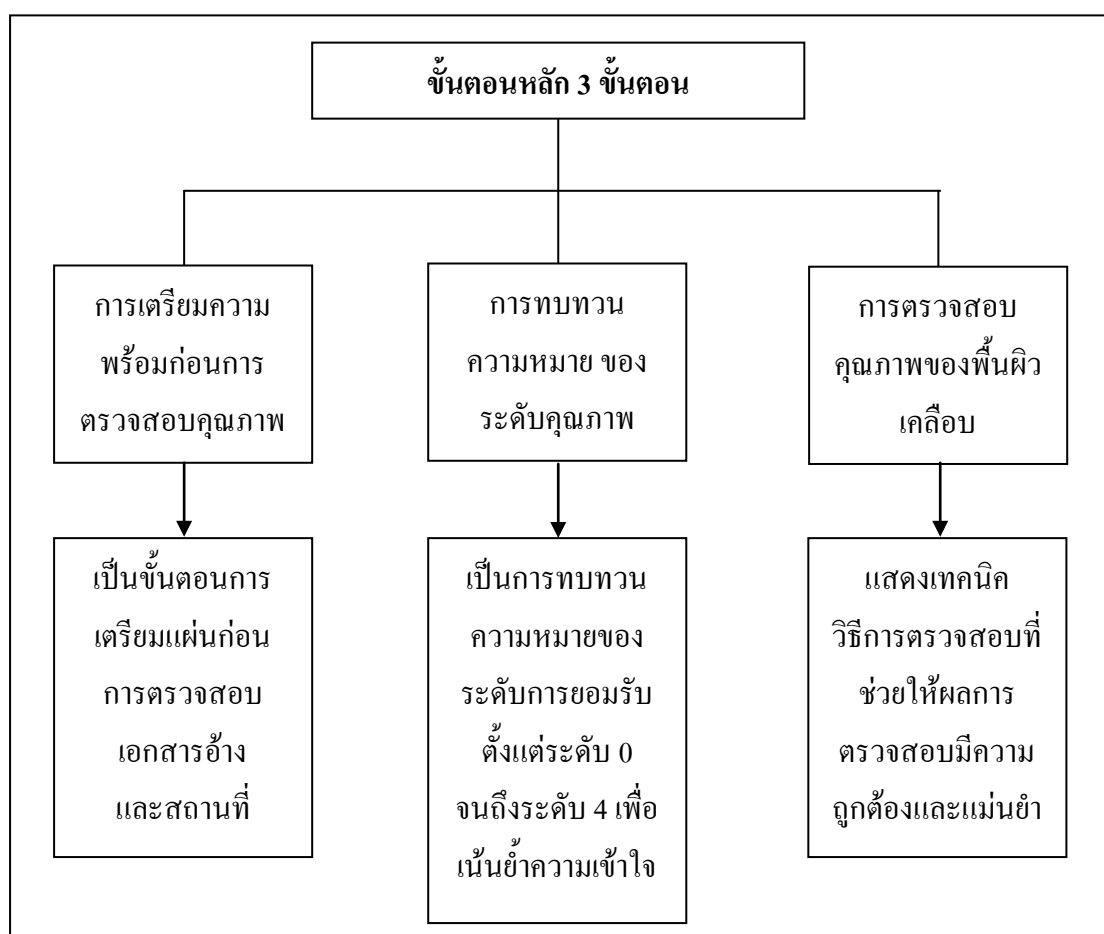 ขั้นตอนหลัก 3 ขั้นตอน
การเตรียมความ
พร้อมก่อนการ
ตรวจสอบคุณภาพ
การทบทวน
ความหมาย ของ
ระดับคุณภาพ
การตรวจสอบ
คุณภาพของพื้นผิว
เคลือบ
เป็นขั้นตอนการ
เตรียมแผ่นก่อน
การตรวจสอบ
เอกสารอ้าง
และสถานที่
เป็นการทบทวน
ความหมายของ
ระดับการยอมรับ
ตั้งแต่ระดับ 0
จนถึงระดับ 4 เพื่อ
เน้นย้ำความเข้าใจ
แสดงเทคนิค
วิธีการตรวจสอบที่
ช่วยให้ผลการ
ตรวจสอบมีความ
ถูกต้องและแม่นยำ